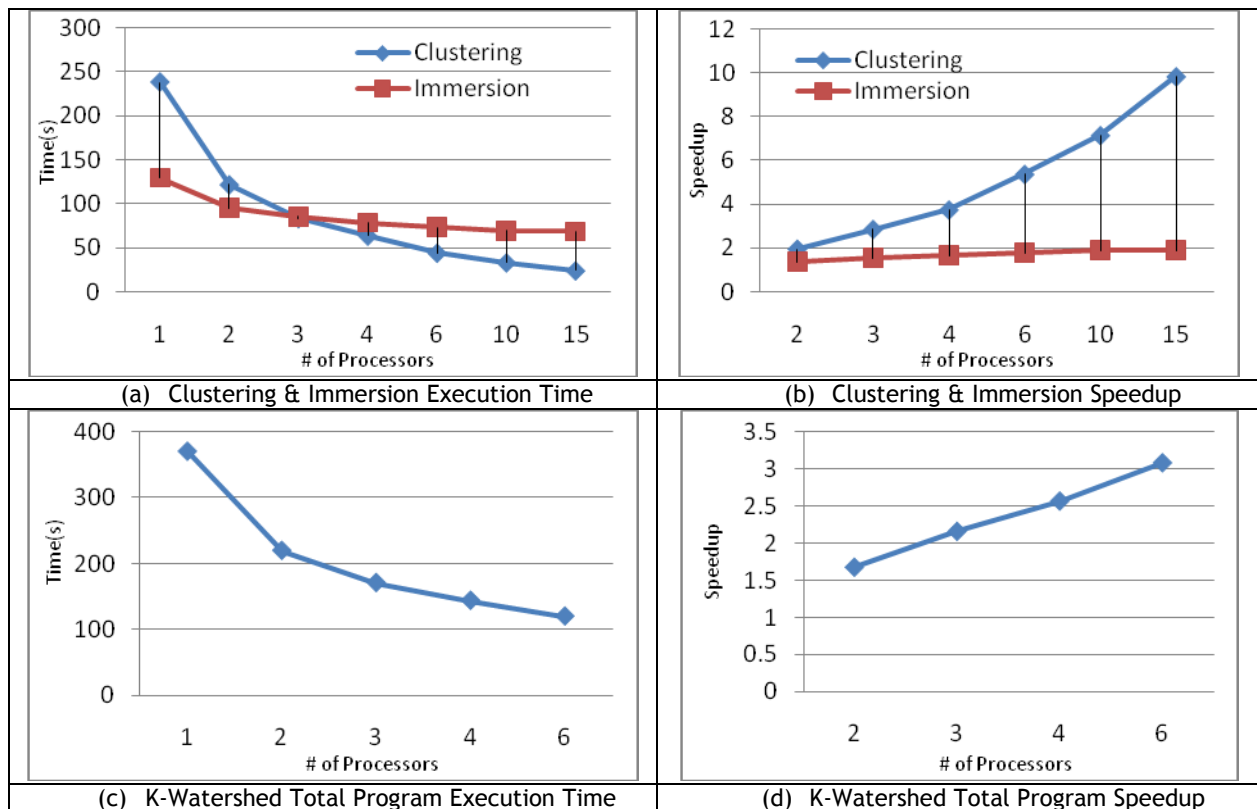 300
250
200
150
100
50
0
Time(s)
Clustering
Immersion
1 2 3 4 6 10 15
# of Processors
(a) Clustering & Immersion Execution Time
12
10
8
6
4
2
0
Speedup
Clustering
Immersion
2 3 4 6 10 15
# of Processors
(b) Clustering & Immersion Speedup
400
300
200
100
0
Time(s)
1 2 3 4 6
# of Processors
(c) K-Watershed Total Program Execution Time
3.5
3
2.5
2
1.5
1
0.5
0
Speedup
2 3 4 6
# of Processors
(d) K-Watershed Total Program Speedup